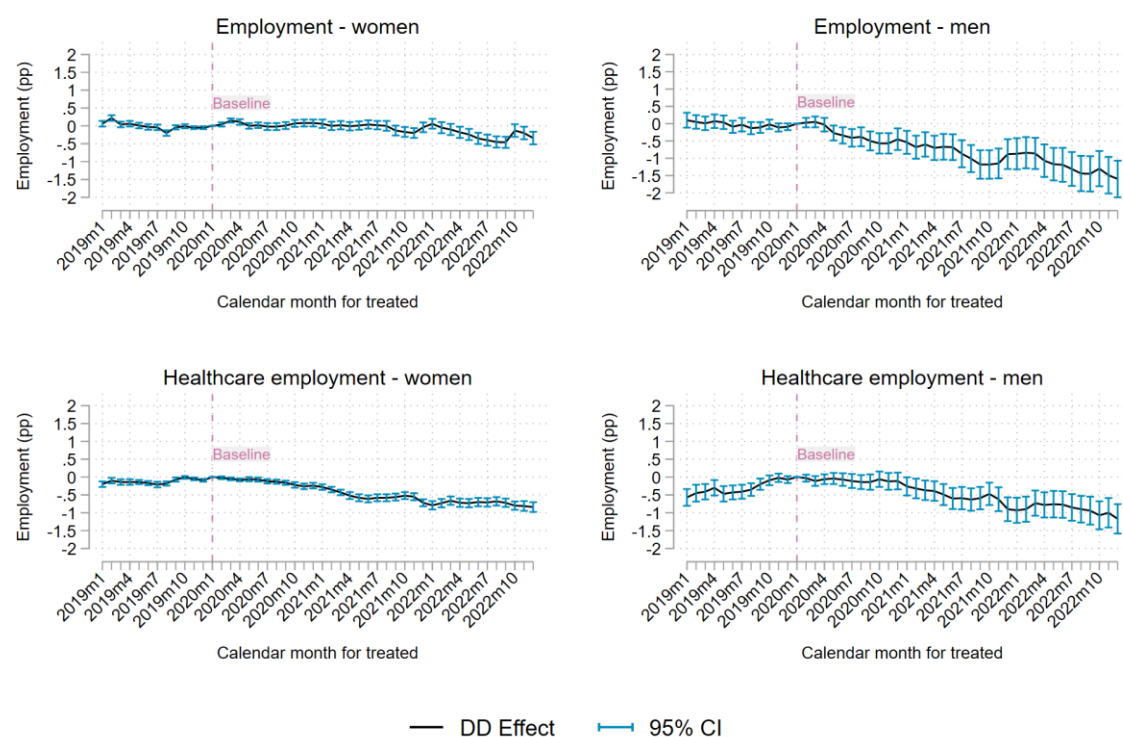 Employment - women
Employment (pp)
2
1.5
1
.5
0
-.5
-1
-1.5
-2
Baseline
2019m1
2019m4
2019m7
2019m10
2020m1
2020m4
2020m7
2020m10
2021m1
2021m4
2021m7
2021m10
2022m1
2022m4
2022m7
2022m10
Calendar month for treated
Employment - men
Employment (pp)
2
1.5
1
.5
0
-.5
-1
-1.5
-2
Baseline
2019m1
2019m4
2019m7
2019m10
2020m1
2020m4
2020m7
2020m10
2021m1
2021m4
2021m7
2021m10
2022m1
2022m4
2022m7
2022m10
Calendar month for treated
Healthcare employment - women
Employment (pp)
2
1.5
1
.5
0
-.5
-1
-1.5
-2
Baseline
2019m1
2019m4
2019m7
2019m10
2020m1
2020m4
2020m7
2020m10
2021m1
2021m4
2021m7
2021m10
2022m1
2022m4
2022m7
2022m10
Calendar month for treated
Healthcare employment - men
Employment (pp)
2
1.5
1
.5
0
-.5
-1
-1.5
-2
Baseline
2019m1
2019m4
2019m7
2019m10
2020m1
2020m4
2020m7
2020m10
2021m1
2021m4
2021m7
2021m10
2022m1
2022m4
2022m7
2022m10
Calendar month for treated
DD Effect
95% CI